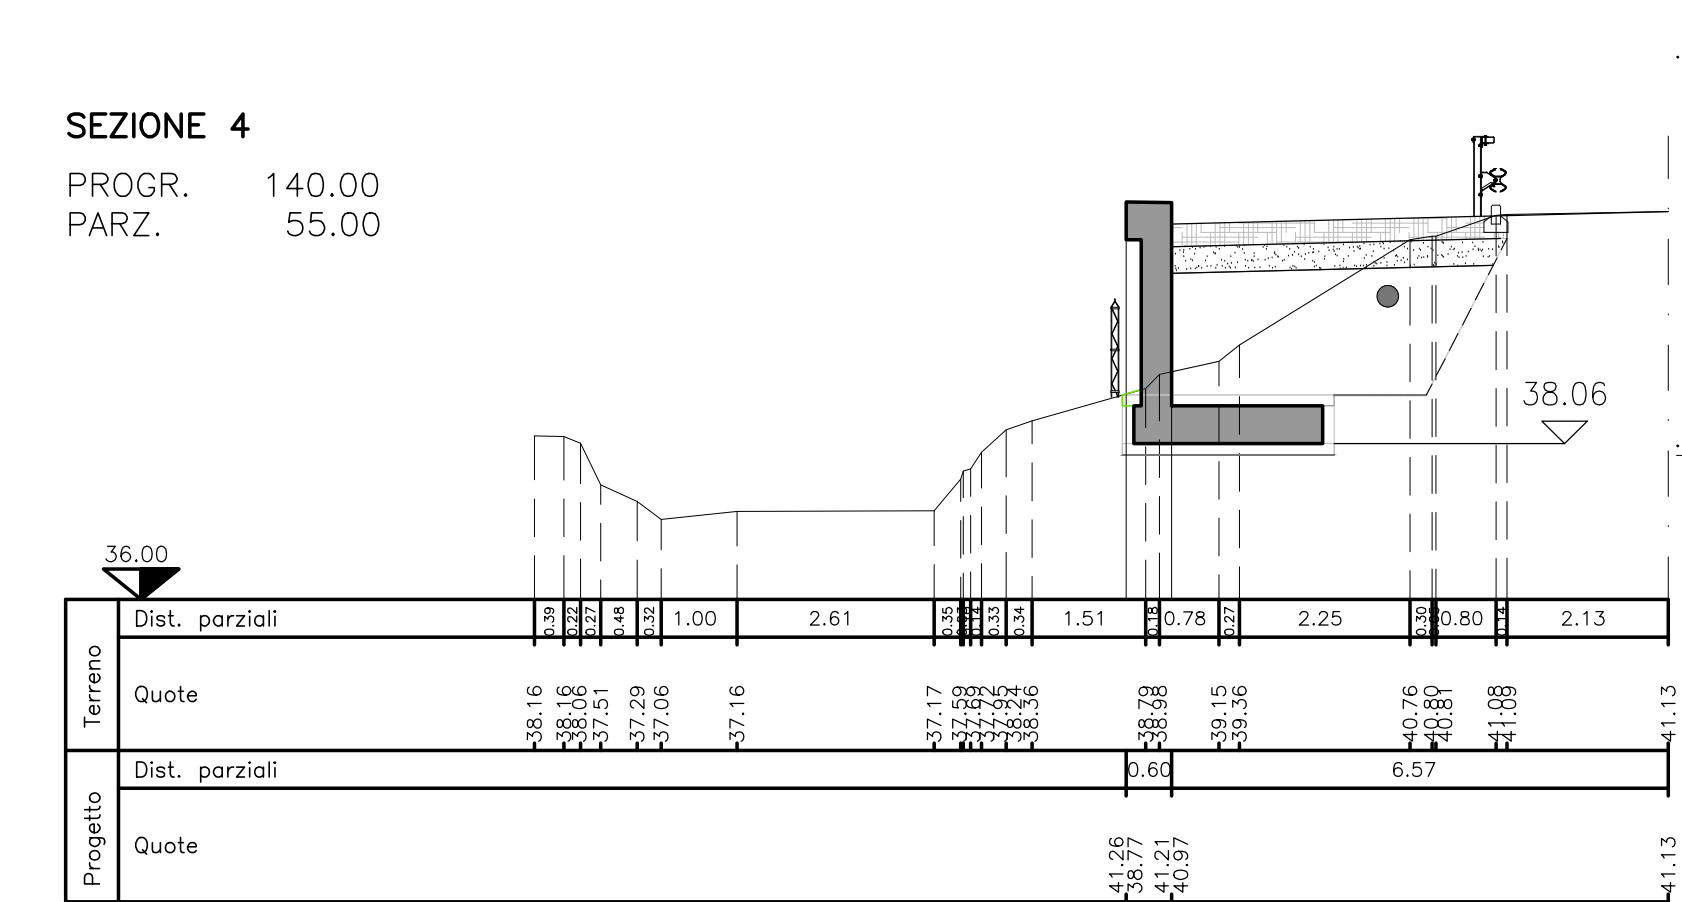 SEZIONE 4
PROGR. 140.00
PARZ. 55.00
38.06
36.00
Terreno
Dist. parziali 0.39 0.22 0.27 0.48 0.32 1.00 2.61 0.35 0.14 0.33 0.34 1.51 0.18 0.78 0.27 2.25 0.30 0.80 0.14 2.13
Quote 38.16 38.16 38.06 37.51 37.29 37.06 37.16 37.17 37.59 37.69 37.72 37.95 38.24 38.36 38.79 38.98 39.15 39.36 40.76 40.80 40.81 41.08 41.09 41.13
Progetto
Dist. parziali 0.60 6.57
Quote 41.26 38.77 41.21 40.97 41.13